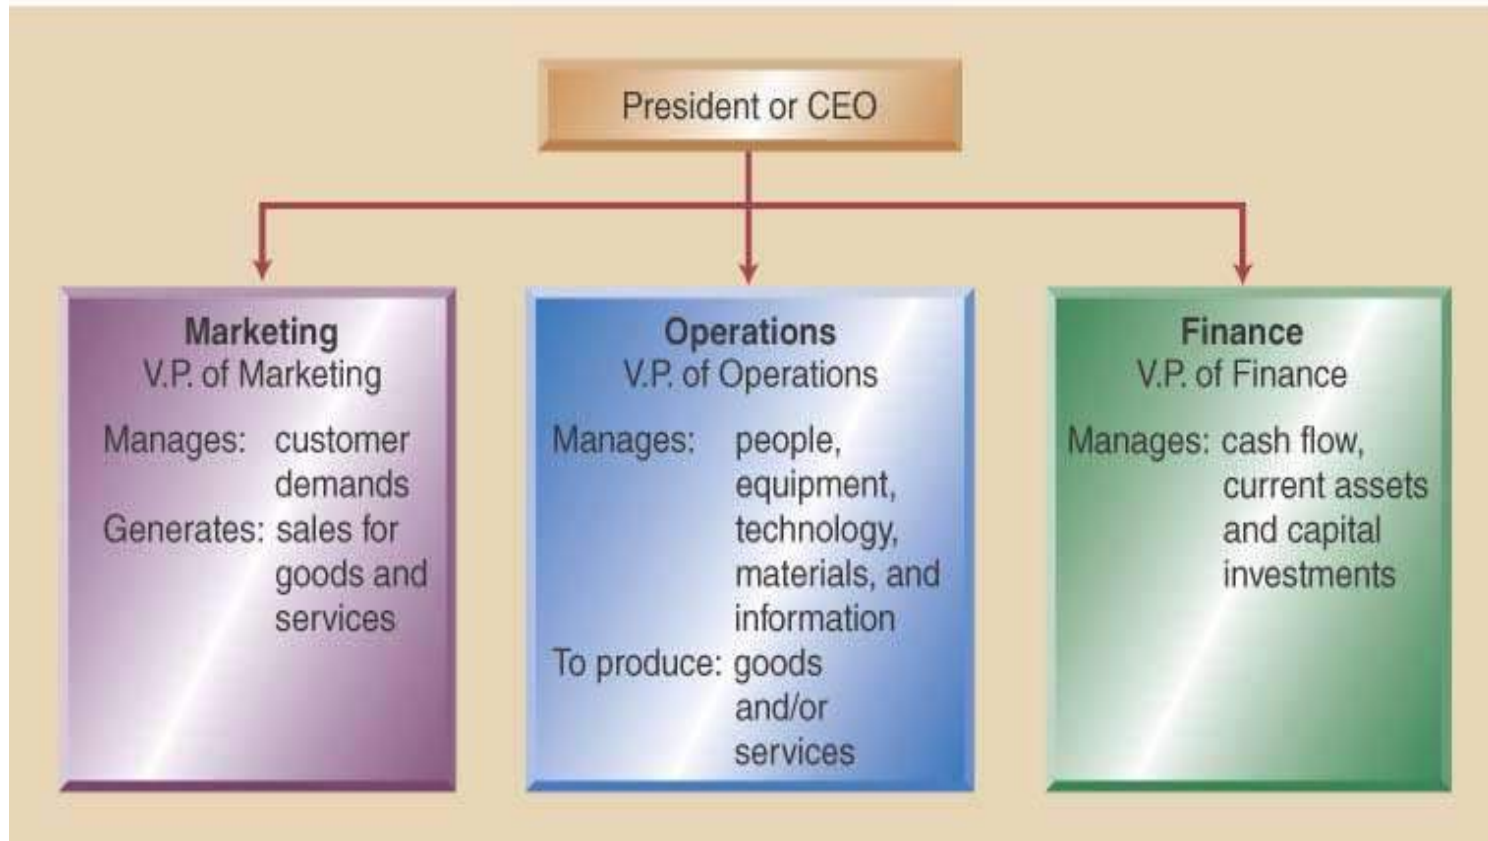 President or CEO
Marketing
V.P. of Marketing
Manages: customer
demands
Generates: sales for
goods and
services
Operations
V.P. of Operations
Manages: people,
equipment,
technology,
materials, and
information
To produce: goods
and/or
services
Finance
V.P. of Finance
Manages: cash flow,
current assets
and capital
investments